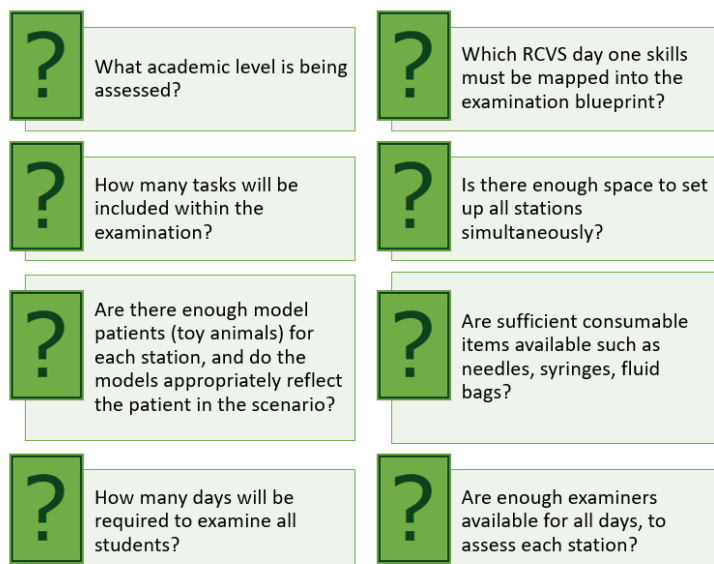 ?
What academic level is being
assessed?
?
Which RCVS day one skills
must be mapped into the
examination blueprint?
?
How many tasks will be
included within the
examination?
?
Is there enough space to set
up all stations
simultaneously?
?
Are there enough model
patients (toy animals) for
each station, and do the
models appropriately reflect
the patient in the scenario?
?
Are sufficient consumable
items available such as
needles, syringes, fluid
bags?
?
How many days will be
required to examine all
students?
?
Are enough examiners
available for all days, to
assess each station?